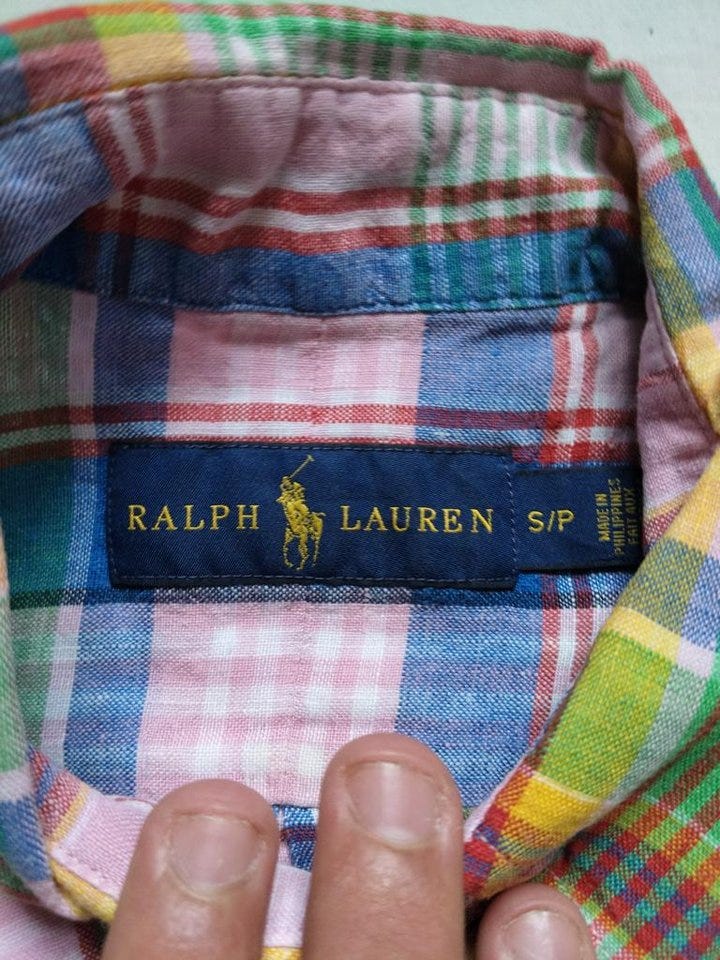 RALPH LAUREN
S/P
MADE IN
PHILIPPINES
FAIT AUX